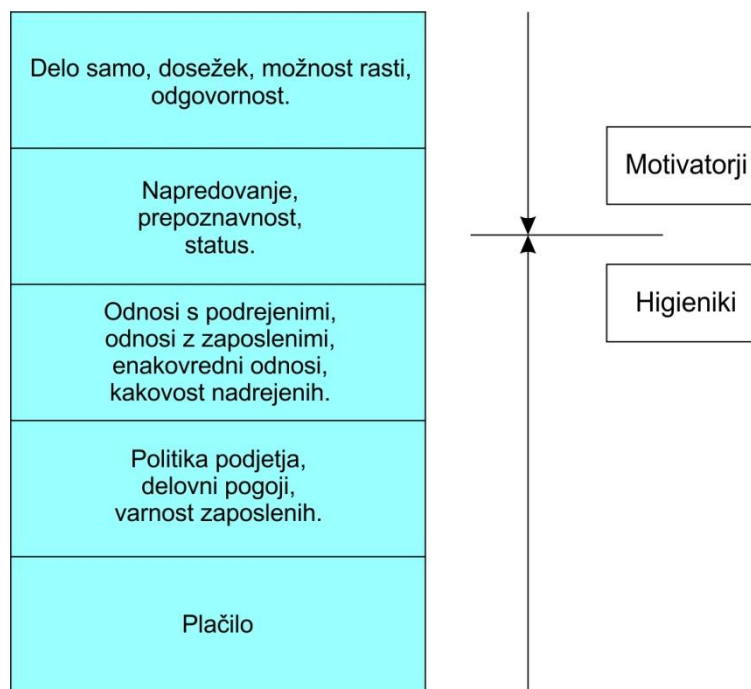 Delo samo, dosežek, možnost rasti,
odgovornost.
Napredovanje,
prepoznavnost,
status.
Odnosi s podrejenimi,
odnosi z zaposlenimi,
enakovredni odnosi,
kakovost nadrejenih.
Politika podjetja,
delovni pogoji,
varnost zaposlenih.
Plačilo
Motivatorji
Higieniki